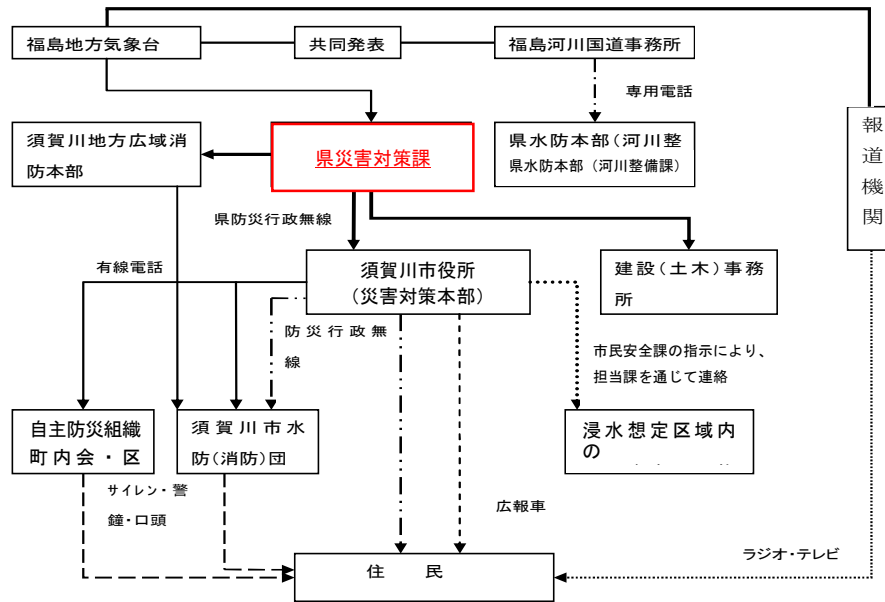 福島地方気象台
共同発表
福島河川国道事務所
専用電話
報
道
機
関
須賀川地方広域消
防本部
県災害対策課
県水防本部(河川整
県水防本部(河川整備課)
県防災行政無線
有線電話
須賀川市役所
(災害対策本部)
建設(土木)事務
所
防災行政無
線
市民安全課の指示により、
担当課を通じて連絡
自主防災組織
町内会・区
須賀川市水
防(消防)団
浸水想定区域内
の
サイレン・警
鐘・口頭
広報車
ラジオ・テレビ
住 民